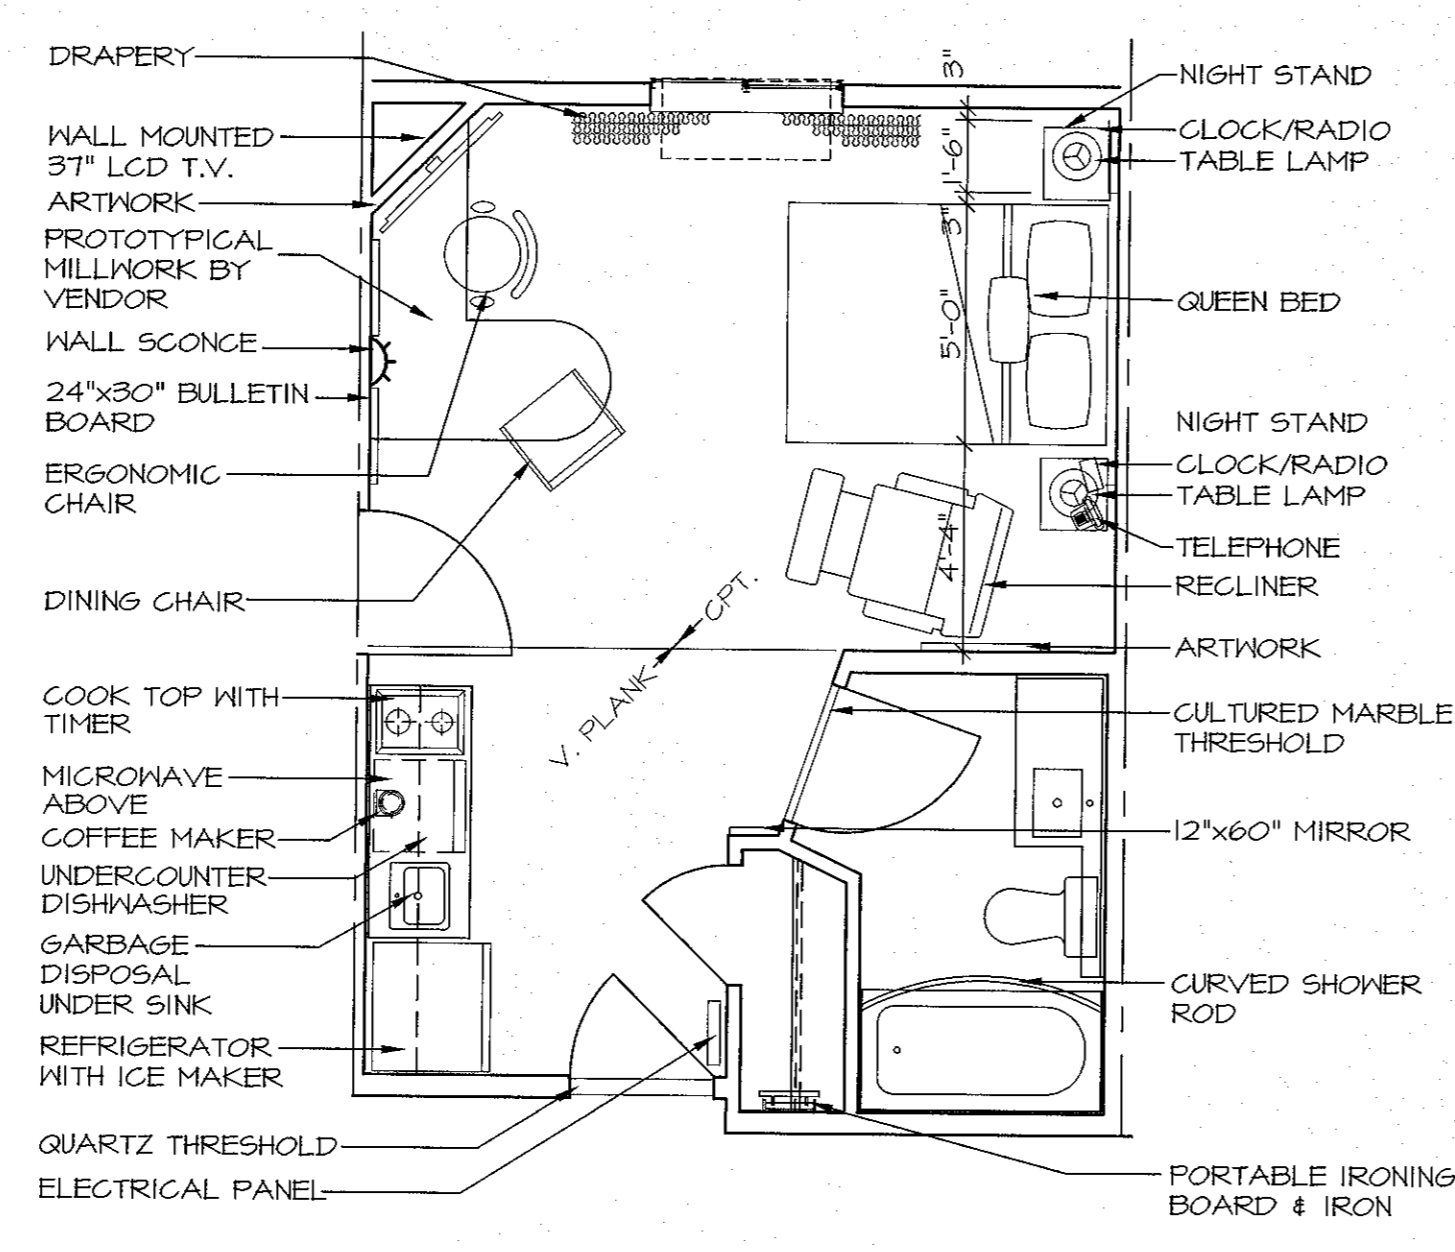 DRAPERY
WALL MOUNTED
37" LCD T.V.
ARTWORK
PROTOTYPICAL
MILLWORK BY
VENDOR
WALL SCONCE
24"x30" BULLETIN
BOARD
ERGONOMIC
CHAIR
DINING CHAIR
COOK TOP WITH
TIMER
MICROWAVE
ABOVE
COFFEE MAKER
UNDERCOUNTER
DISHWASHER
GARBAGE
DISPOSAL
UNDER SINK
REFRIGERATOR
WITH ICE MAKER
QUARTZ THRESHOLD
ELECTRICAL PANEL
3"
1'-6"
3"
5'-0"
4'-4"
CPT.
V. PLANK
NIGHT STAND
CLOCK/RADIO
TABLE LAMP
QUEEN BED
NIGHT STAND
CLOCK/RADIO
TABLE LAMP
TELEPHONE
RECLINER
ARTWORK
CULTURED MARBLE
THRESHOLD
12"x60" MIRROR
CURVED SHOWER
ROD
PORTABLE IRONING
BOARD & IRON